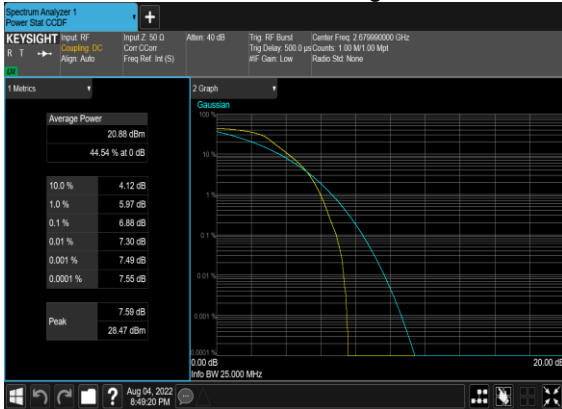 Spectrum Analyzer 1
Power Stat CCDF
+
KEYSIGHT Input: RF Input Z: 50 Ω Atten: 40 dB Trig: RF Burst Center Freq: 2.679990000 GHz
R T Coupling: DC Corr CCorr Trig Delay: 500.0 µs Counts: 1.00 M/1.00 Mpt
Align: Auto Freq Ref: Int (S) #IF Gain: Low Radio Std: None
1 Metrics
2 Graph
Average Power
20.88 dBm
44.54 % at 0 dB
10.0 % 4.12 dB
1.0 % 5.97 dB
0.1 % 6.88 dB
0.01 % 7.30 dB
0.001 % 7.49 dB
0.0001 % 7.55 dB
Peak 7.59 dB
28.47 dBm
Gaussian
100 %
10 %
1 %
0.1 %
0.01 %
0.001 %
0.0001 %
0.00 dB 20.00 dB
Info BW 25.000 MHz
? Aug 04, 2022
8:49:20 PM